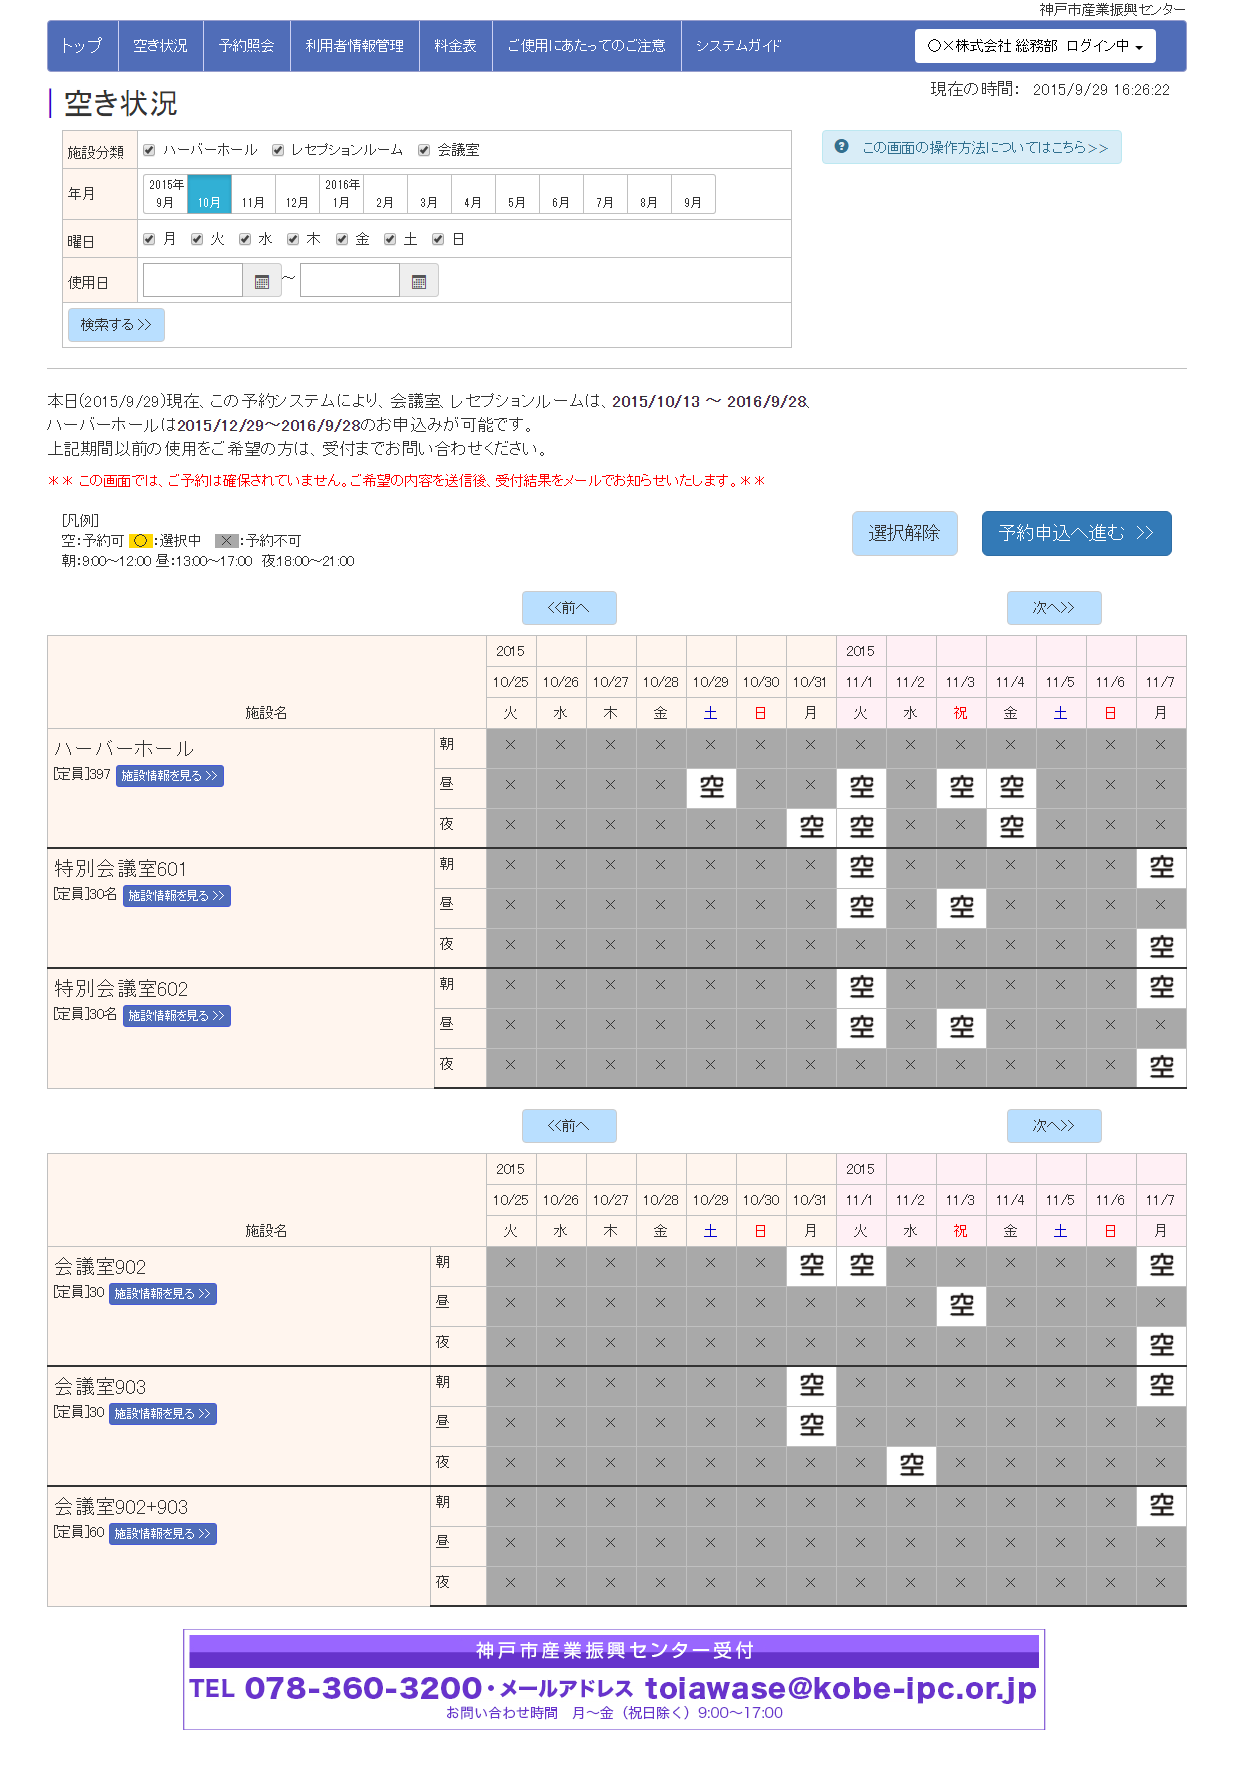 神戸市産業振興センター
トップ 空き状況 予約照会 利用者情報管理 料金表 ご使用にあたってのご注意 システムガイド 〇×株式会社 総務部 ログイン中
空き状況
現在の時間: 2015/9/29 16:26:22
施設分類 ハーバーホール レセプションルーム 会議室
この画面の操作方法についてはこちら>>
年月 2015年 9月 10月 11月 12月 2016年 1月 2月 3月 4月 5月 6月 7月 8月 9月
曜日 月 火 水 木 金 土 日
使用日 ～
検索する >>
本日(2015/9/29)現在、この予約システムにより、会議室、レセプションルームは、2015/10/13 ～ 2016/9/28、
ハーバーホールは2015/12/29～2016/9/28のお申込みが可能です。
上記期間以前の使用をご希望の方は、受付までお問い合わせください。
＊＊ この画面では、ご予約は確保されていません。ご希望の内容を送信後、受付結果をメールでお知らせいたします。＊＊
[凡例]
空:予約可 〇:選択中 ×:予約不可
朝:9:00～12:00 昼:13:00～17:00 夜:18:00～21:00
選択解除 予約申込へ進む >>
<<前へ 次へ>>
2015 2015
10/25 10/26 10/27 10/28 10/29 10/30 10/31 11/1 11/2 11/3 11/4 11/5 11/6 11/7
施設名 火 水 木 金 土 日 月 火 水 祝 金 土 日 月
ハーバーホール
[定員]397 施設情報を見る >>
朝 × × × × × × × × × × × × × ×
昼 × × × × 空 × × 空 × 空 空 × × ×
夜 × × × × × × 空 空 × × 空 × × ×
特別会議室601
[定員]30名 施設情報を見る >>
朝 × × × × × × × 空 × × × × × 空
昼 × × × × × × × 空 × 空 × × × ×
夜 × × × × × × × × × × × × × 空
特別会議室602
[定員]30名 施設情報を見る >>
朝 × × × × × × × 空 × × × × × 空
昼 × × × × × × × 空 × 空 × × × ×
夜 × × × × × × × × × × × × × 空
<<前へ 次へ>>
2015 2015
10/25 10/26 10/27 10/28 10/29 10/30 10/31 11/1 11/2 11/3 11/4 11/5 11/6 11/7
施設名 火 水 木 金 土 日 月 火 水 祝 金 土 日 月
会議室902
[定員]30 施設情報を見る >>
朝 × × × × × × 空 空 × × × × × 空
昼 × × × × × × × × × 空 × × × ×
夜 × × × × × × × × × × × × × 空
会議室903
[定員]30 施設情報を見る >>
朝 × × × × × × 空 × × × × × × 空
昼 × × × × × × 空 × × × × × × ×
夜 × × × × × × × × 空 × × × × ×
会議室902+903
[定員]60 施設情報を見る >>
朝 × × × × × × × × × × × × × 空
昼 × × × × × × × × × × × × × ×
夜 × × × × × × × × × × × × × ×
神戸市産業振興センター受付
TEL 078-360-3200・メールアドレス toiawase@kobe-ipc.or.jp
お問い合わせ時間 月～金（祝日除く）9:00～17:00